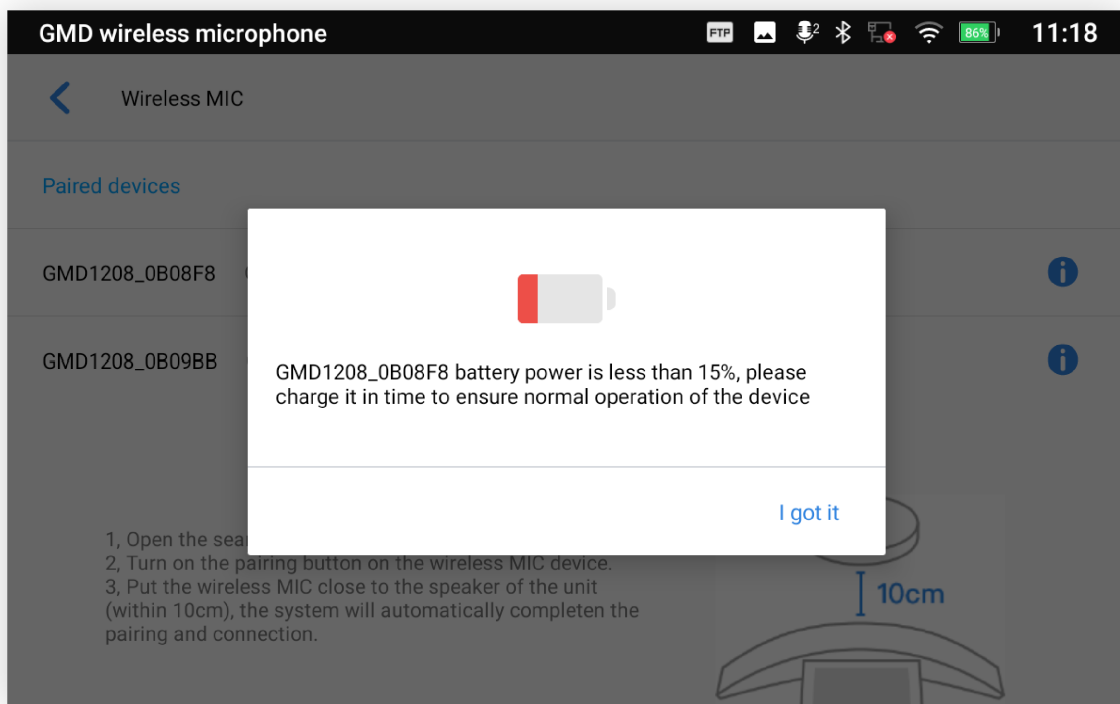 GMD wireless microphone FTP 2 86% 11:18
Wireless MIC
Paired devices
GMD1208_0B08F8
GMD1208_0B09BB
GMD1208_0B08F8 battery power is less than 15%, please
charge it in time to ensure normal operation of the device
I got it
1, Open the
2, Turn on the pairing button on the wireless MIC device.
3, Put the wireless MIC close to the speaker of the unit
(within 10cm), the system will automatically completen the
pairing and connection.
10cm